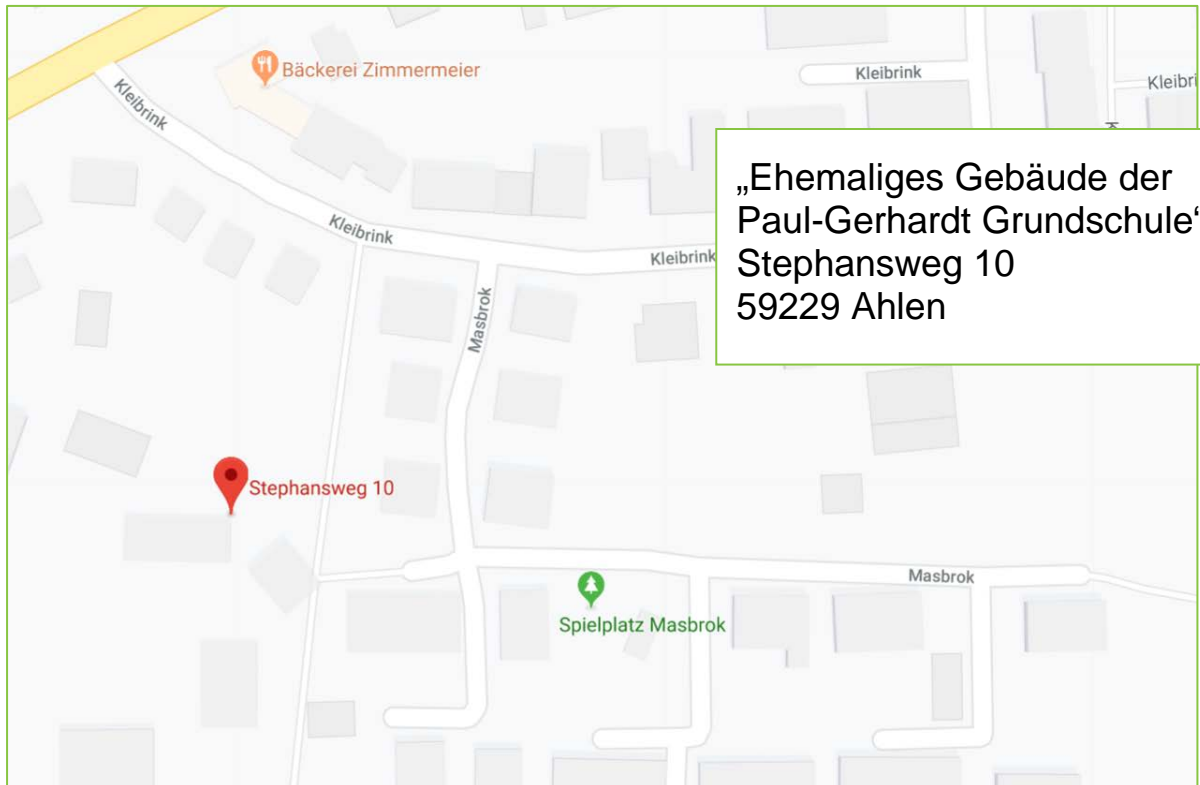 Bäckerei Zimmermeier
Kleibrink
Kleibri
Kleibrink
„Ehemaliges Gebäude der
Paul-Gerhardt Grundschule‘
Stephansweg 10
59229 Ahlen
Kleibrink
Kleibrink
Masbrok
Stephansweg 10
Masbrok
Spielplatz Masbrok